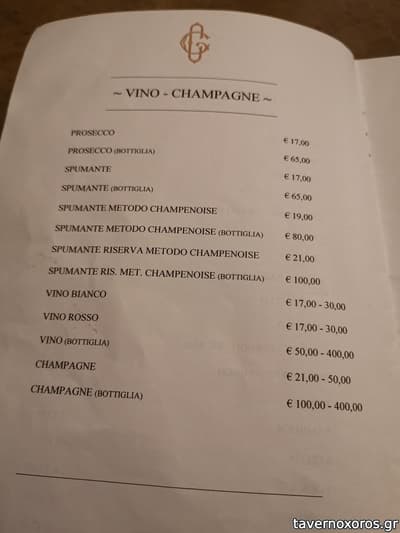 ~ VINO - CHAMPAGNE ~
PROSECCO € 17,00
PROSECCO (BOTTIGLIA) € 65,00
SPUMANTE € 17,00
SPUMANTE (BOTTIGLIA) € 65,00
SPUMANTE METODO CHAMPENOISE € 19,00
SPUMANTE METODO CHAMPENOISE (BOTTIGLIA) € 80,00
SPUMANTE RISERVA METODO CHAMPENOISE € 21,00
SPUMANTE RIS. MET. CHAMPENOISE (BOTTIGLIA) € 100,00
VINO BIANCO € 17,00 - 30,00
VINO ROSSO € 17,00 - 30,00
VINO (BOTTIGLIA) € 50,00 - 400,00
CHAMPAGNE € 21,00 - 50,00
CHAMPAGNE (BOTTIGLIA) € 100,00 - 400,00
tavernoxoros.gr